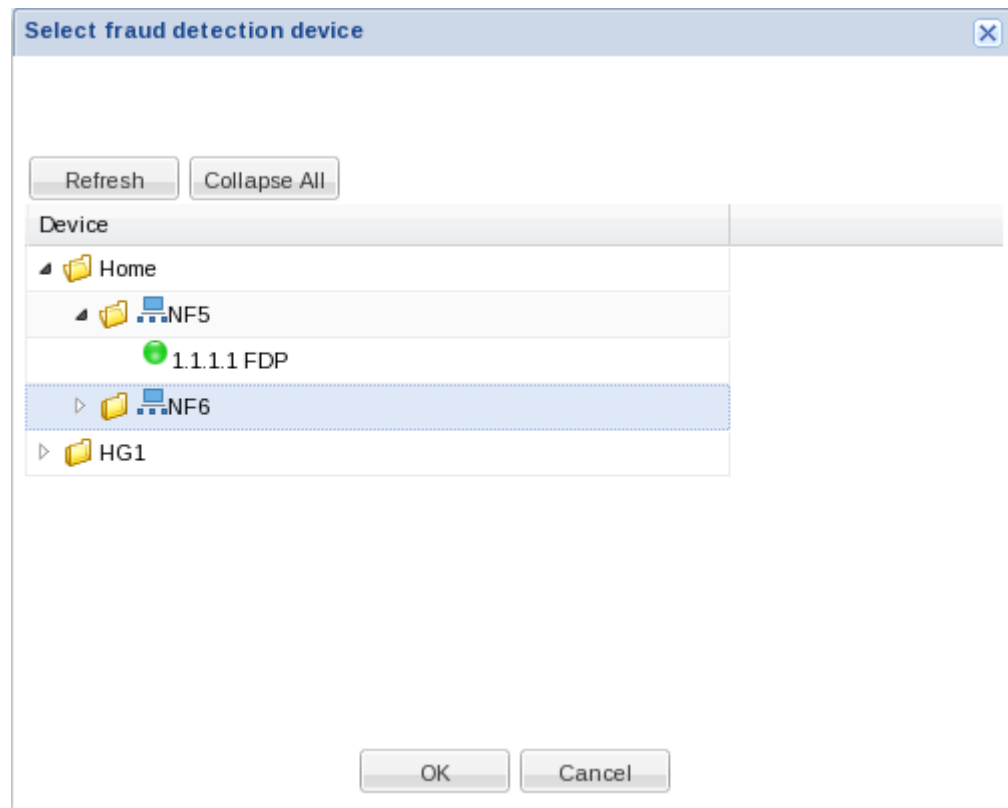 Select fraud detection device
Refresh Collapse All
Device
Home
NF5
1.1.1.1 FDP
NF6
HG1
OK Cancel